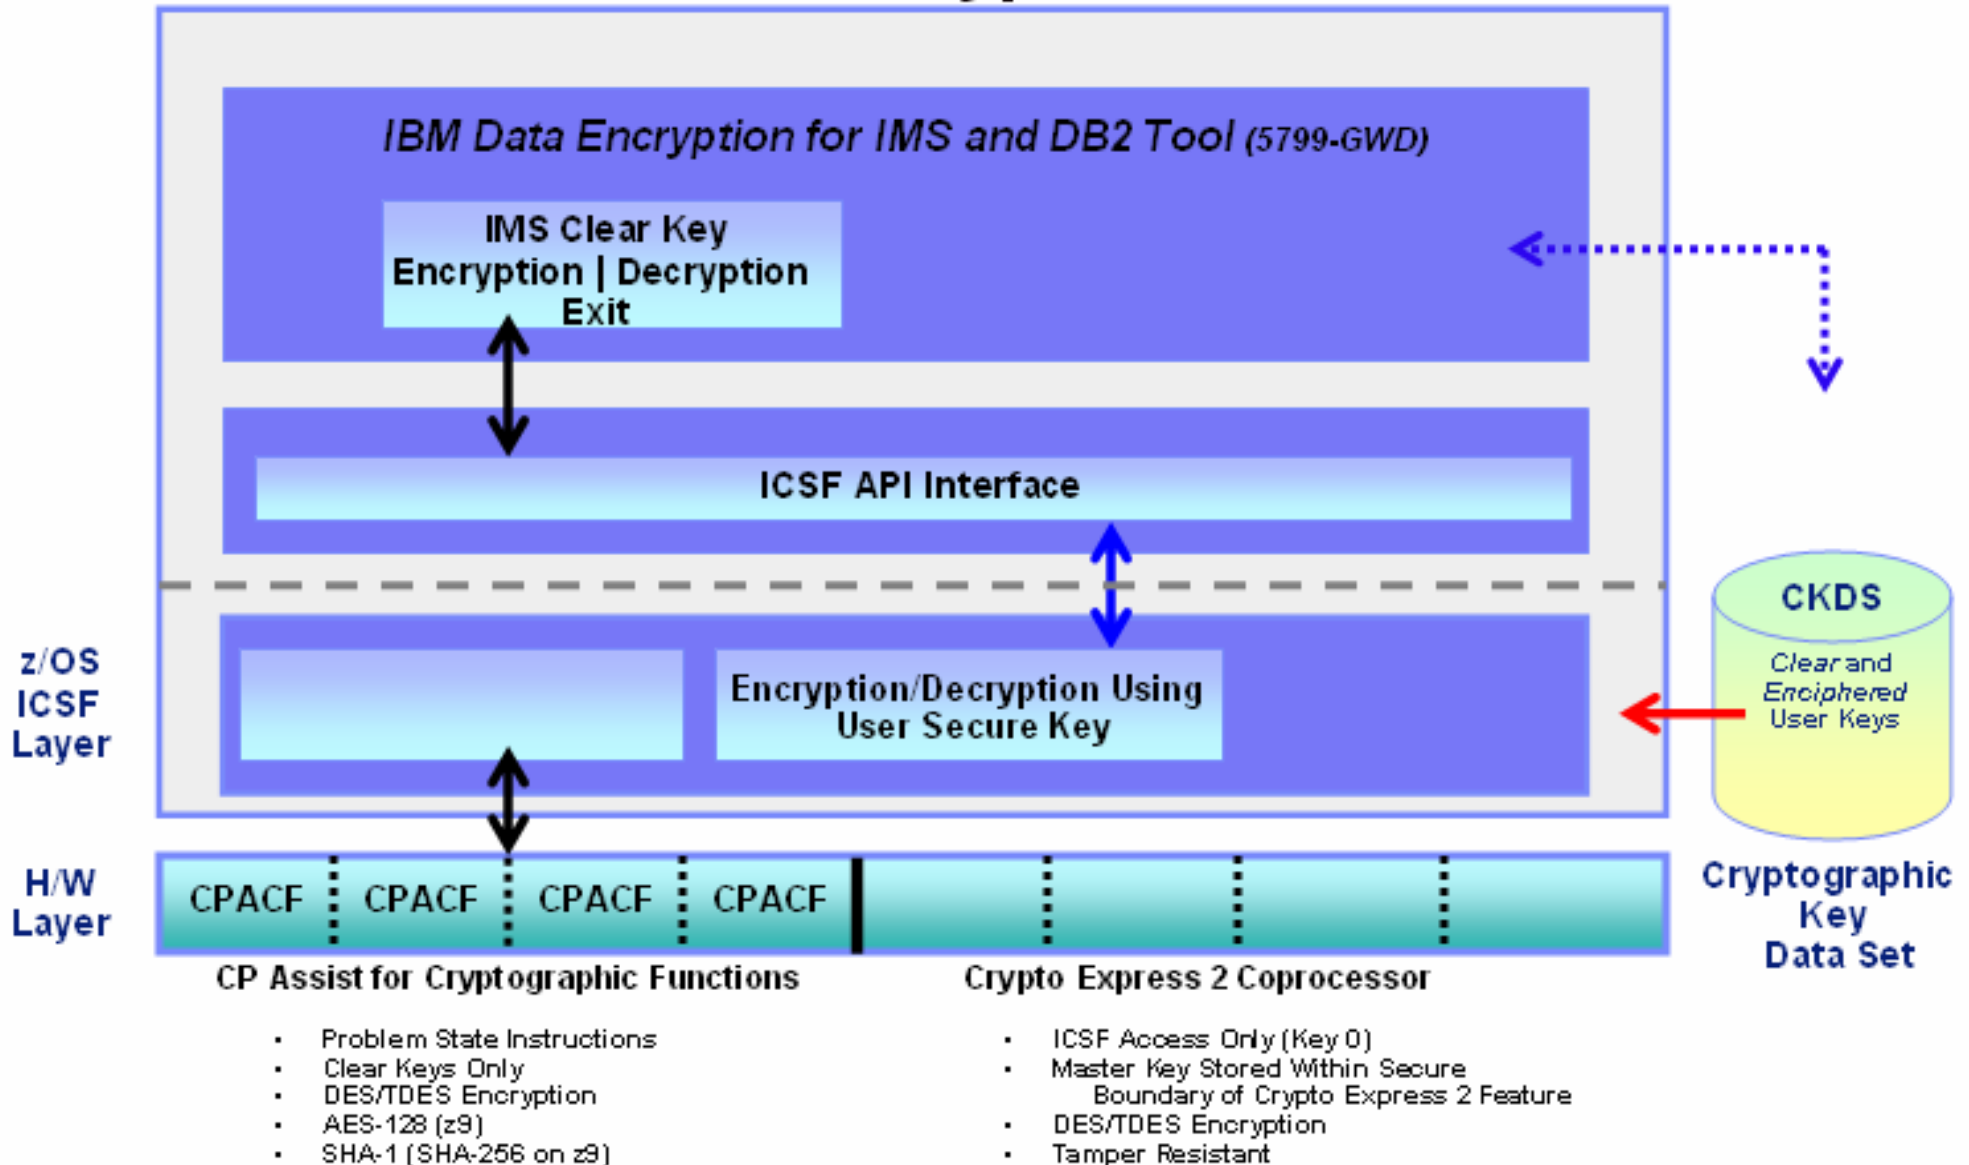 IBM Data Encryption for IMS and DB2 Tool (5799-GWD)
IMS Clear Key
Encryption | Decryption
Exit
ICSF API Interface
z/OS
ICSF
Layer
Encryption/Decryption Using
User Secure Key
CKDS
Clear and
Enciphered
User Keys
Cryptographic
Key
Data Set
H/W
Layer
CPACF
CPACF
CPACF
CPACF
CP Assist for Cryptographic Functions
· Problem State Instructions
· Clear Keys Only
· DES/TDES Encryption
· AES-128 (z9)
· SHA-1 (SHA-256 on z9)
Crypto Express 2 Coprocessor
· ICSF Access Only (Key 0)
· Master Key Stored Within Secure
Boundary of Crypto Express 2 Feature
· DES/TDES Encryption
· Tamper Resistant